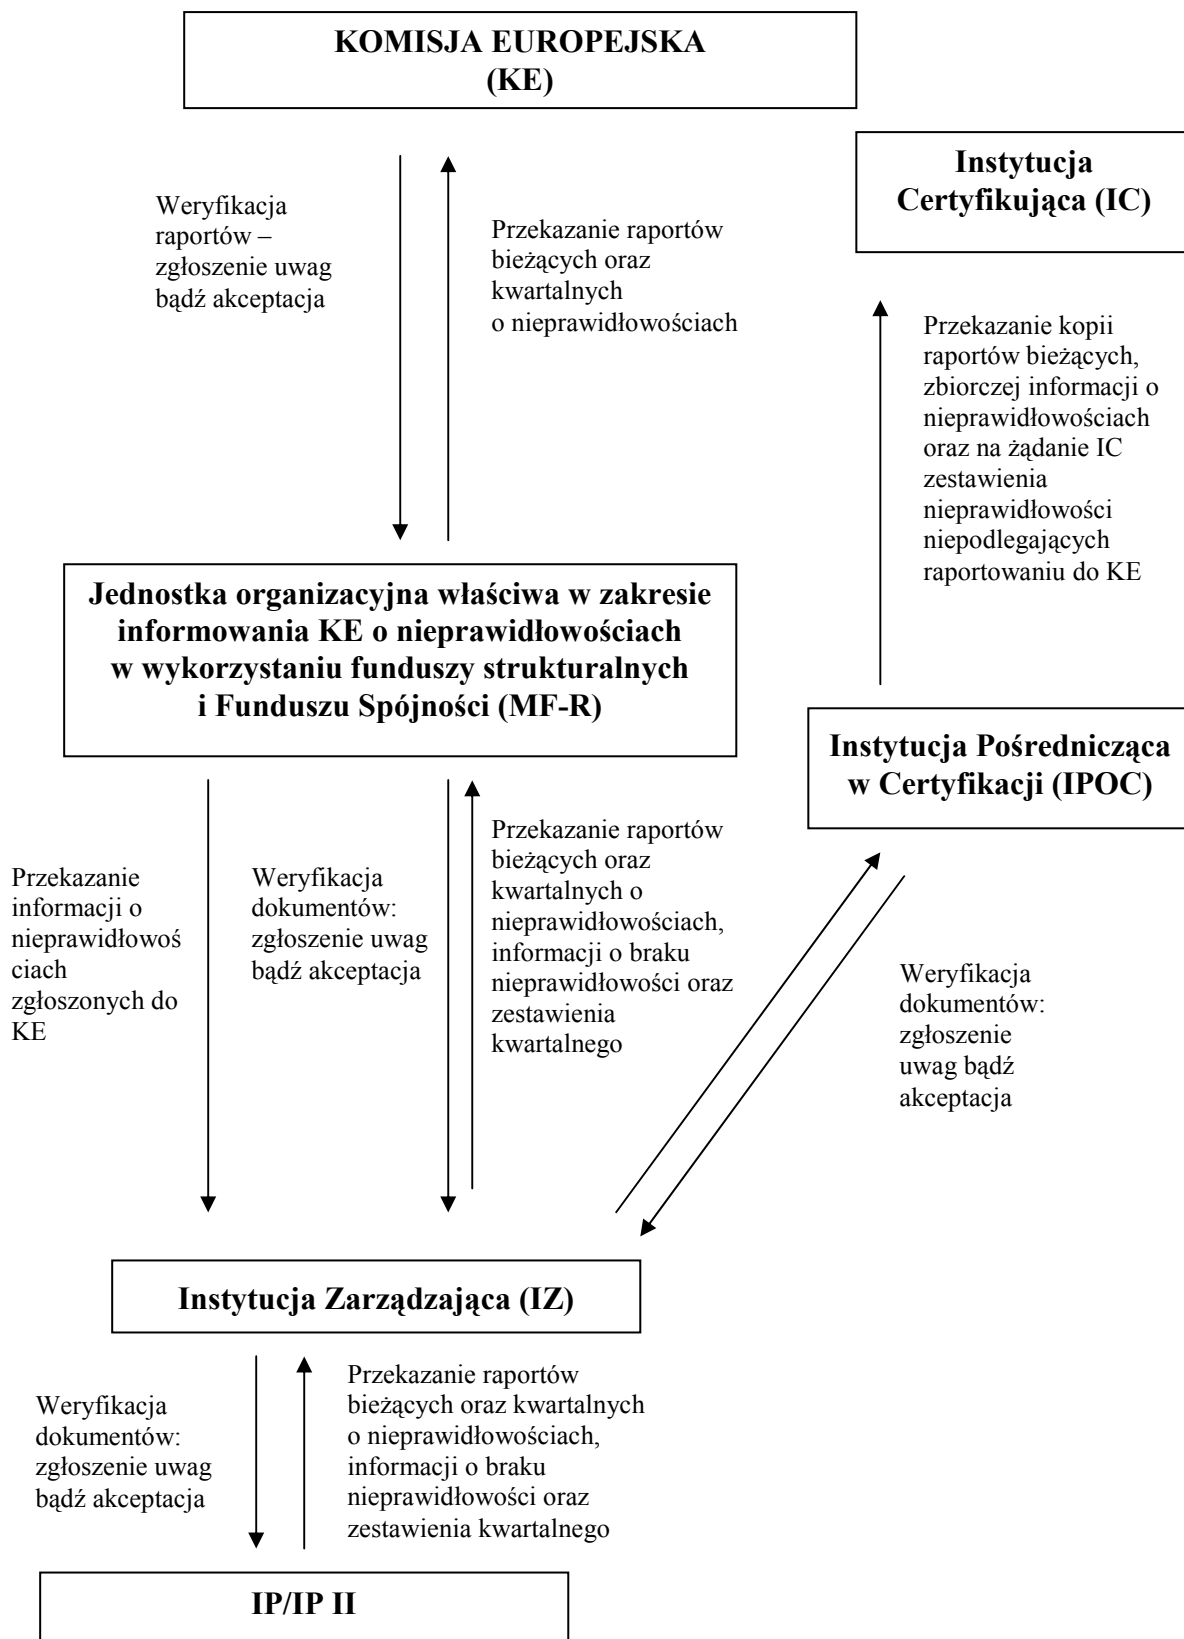 KOMISJA EUROPEJSKA
(KE)
Instytucja
Certyfikująca (IC)
Weryfikacja
raportów –
zgłoszenie uwag
bądź akceptacja
Przekazanie raportów
bieżących oraz
kwartalnych
o nieprawidłowościach
Przekazanie kopii
raportów bieżących,
zbiorczej informacji o
nieprawidłowościach
oraz na żądanie IC
zestawienia
nieprawidłowości
niepodlegających
raportowaniu do KE
Jednostka organizacyjna właściwa w zakresie
informowania KE o nieprawidłowościach
w wykorzystaniu funduszy strukturalnych
i Funduszu Spójności (MF-R)
Instytucja Pośrednicząca
w Certyfikacji (IPOC)
Przekazanie
informacji o
nieprawidłowoś
ciach
zgłoszonych do
KE
Weryfikacja
dokumentów:
zgłoszenie uwag
bądź akceptacja
Przekazanie raportów
bieżących oraz
kwartalnych o
nieprawidłowościach,
informacji o braku
nieprawidłowości oraz
zestawienia
kwartalnego
Weryfikacja
dokumentów:
zgłoszenie
uwag bądź
akceptacja
Instytucja Zarządzająca (IZ)
Weryfikacja
dokumentów:
zgłoszenie uwag
bądź akceptacja
Przekazanie raportów
bieżących oraz kwartalnych
o nieprawidłowościach,
informacji o braku
nieprawidłowości oraz
zestawienia kwartalnego
IP/IP II